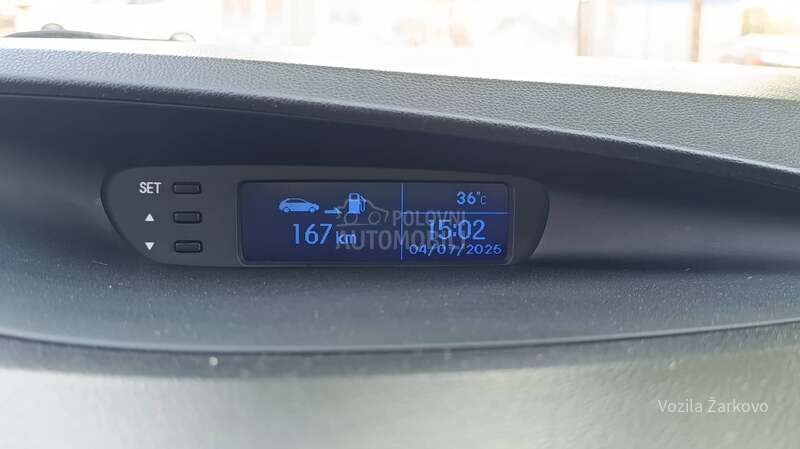 SET
▲
▼
167 km
36°C
15:02
04/07/2025
POLOVNI
AUTOMOBILI
Vozila Žarkovo